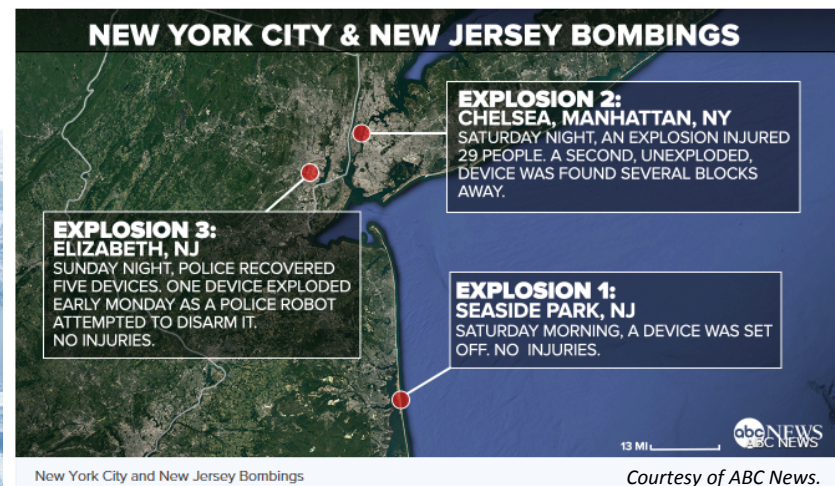 NEW YORK CITY & NEW JERSEY BOMBINGS
EXPLOSION 2:
CHELSEA, MANHATTAN, NY
SATURDAY NIGHT, AN EXPLOSION INJURED
29 PEOPLE. A SECOND, UNEXPLODED,
DEVICE WAS FOUND SEVERAL BLOCKS
AWAY.
EXPLOSION 3:
ELIZABETH, NJ
SUNDAY NIGHT, POLICE RECOVERED
FIVE DEVICES. ONE DEVICE EXPLODED
EARLY MONDAY AS A POLICE ROBOT
ATTEMPTED TO DISARM IT.
NO INJURIES.
EXPLOSION 1:
SEASIDE PARK, NJ
SATURDAY MORNING, A DEVICE WAS SET
OFF. NO INJURIES.
13 MI
abc NEWS
ABC NEWS
New York City and New Jersey Bombings
Courtesy of ABC News.